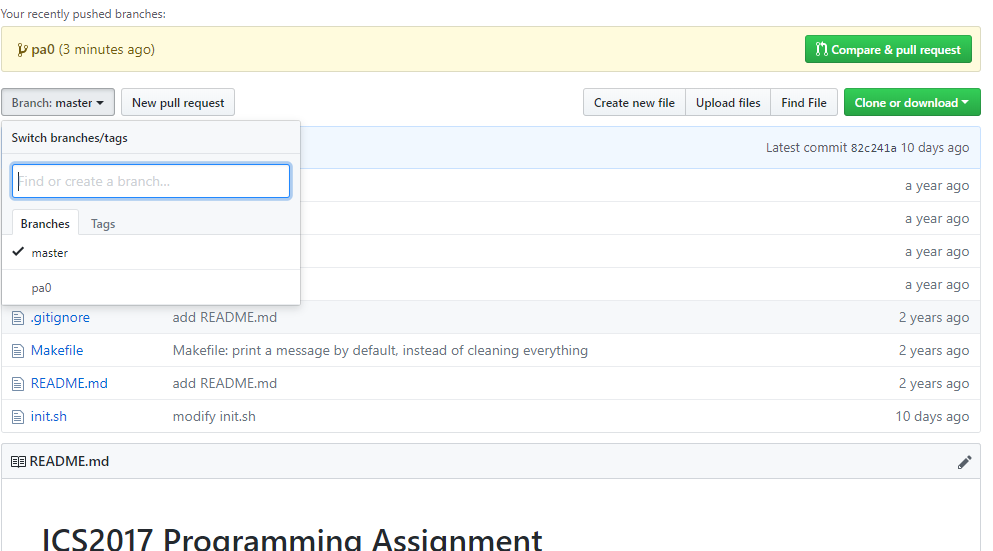 Your recently pushed branches:
pa0 (3 minutes ago) Compare & pull request
Branch: master New pull request Create new file Upload files Find File Clone or download
Switch branches/tags
Latest commit 82c241a 10 days ago
Find or create a branch...
a year ago
a year ago
Branches Tags
master a year ago
pa0 a year ago
.gitignore add README.md 2 years ago
Makefile Makefile: print a message by default, instead of cleaning everything 2 years ago
README.md add README.md 2 years ago
init.sh modify init.sh 10 days ago
README.md
ICS2017 Programming Assignment